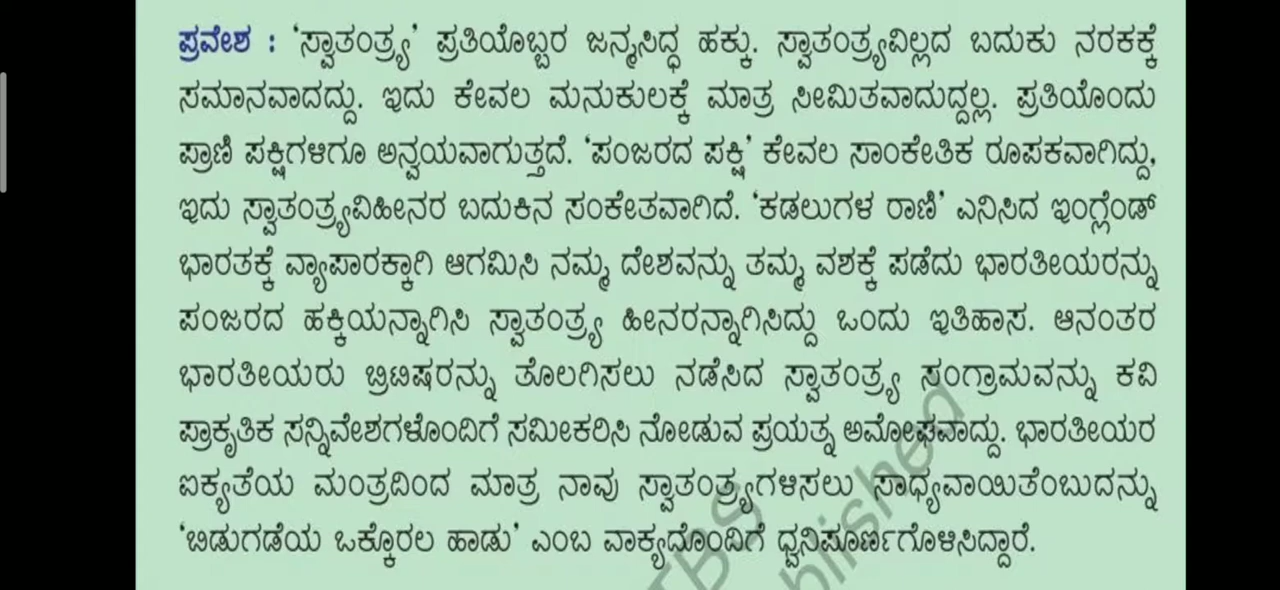 ಪ್ರವೇಶ : ‘ಸ್ವಾತಂತ್ರ್ಯ’ ಪ್ರತಿಯೊಬ್ಬರ ಜನ್ಮಸಿದ್ಧ ಹಕ್ಕು. ಸ್ವಾತಂತ್ರ್ಯವಿಲ್ಲದ ಬದುಕು ನರಕಕ್ಕೆ
ಸಮಾನವಾದದ್ದು. ಇದು ಕೇವಲ ಮನುಕುಲಕ್ಕೆ ಮಾತ್ರ ಸೀಮಿತವಾದುದ್ದಲ್ಲ. ಪ್ರತಿಯೊಂದು
ಪ್ರಾಣಿ ಪಕ್ಷಿಗಳಿಗೂ ಅನ್ವಯವಾಗುತ್ತದೆ. ‘ಪಂಜರದ ಪಕ್ಷಿ’ ಕೇವಲ ಸಾಂಕೇತಿಕ ರೂಪಕವಾಗಿದ್ದು,
ಇದು ಸ್ವಾತಂತ್ರ್ಯವಿಹೀನರ ಬದುಕಿನ ಸಂಕೇತವಾಗಿದೆ. ‘ಕಡಲುಗಳ ರಾಣಿ’ ಎನಿಸಿದ ಇಂಗ್ಲೆಂಡ್
ಭಾರತಕ್ಕೆ ವ್ಯಾಪಾರಕ್ಕಾಗಿ ಆಗಮಿಸಿ ನಮ್ಮ ದೇಶವನ್ನು ತಮ್ಮ ವಶಕ್ಕೆ ಪಡೆದು ಭಾರತೀಯರನ್ನು
ಪಂಜರದ ಹಕ್ಕಿಯನ್ನಾಗಿಸಿ ಸ್ವಾತಂತ್ರ್ಯ ಹೀನರನ್ನಾಗಿಸಿದ್ದು ಒಂದು ಇತಿಹಾಸ. ಆನಂತರ
ಭಾರತೀಯರು ಬ್ರಿಟಿಷರನ್ನು ತೊಲಗಿಸಲು ನಡೆಸಿದ ಸ್ವಾತಂತ್ರ್ಯ ಸಂಗ್ರಾಮವನ್ನು ಕವಿ
ಪ್ರಾಕೃತಿಕ ಸನ್ನಿವೇಶಗಳೊಂದಿಗೆ ಸಮೀಕರಿಸಿ ನೋಡುವ ಪ್ರಯತ್ನ ಅಮೋಘವಾದ್ದು. ಭಾರತೀಯರ
ಐಕ್ಯತೆಯ ಮಂತ್ರದಿಂದ ಮಾತ್ರ ನಾವು ಸ್ವಾತಂತ್ರ್ಯಗಳಿಸಲು ಸಾಧ್ಯವಾಯಿತೆಂಬುದನ್ನು
‘ಬಿಡುಗಡೆಯ ಒಕ್ಕೊರಲ ಹಾಡು’ ಎಂಬ ವಾಕ್ಯದೊಂದಿಗೆ ಧ್ವನಿಪೂರ್ಣಗೊಳಿಸಿದ್ದಾರೆ.